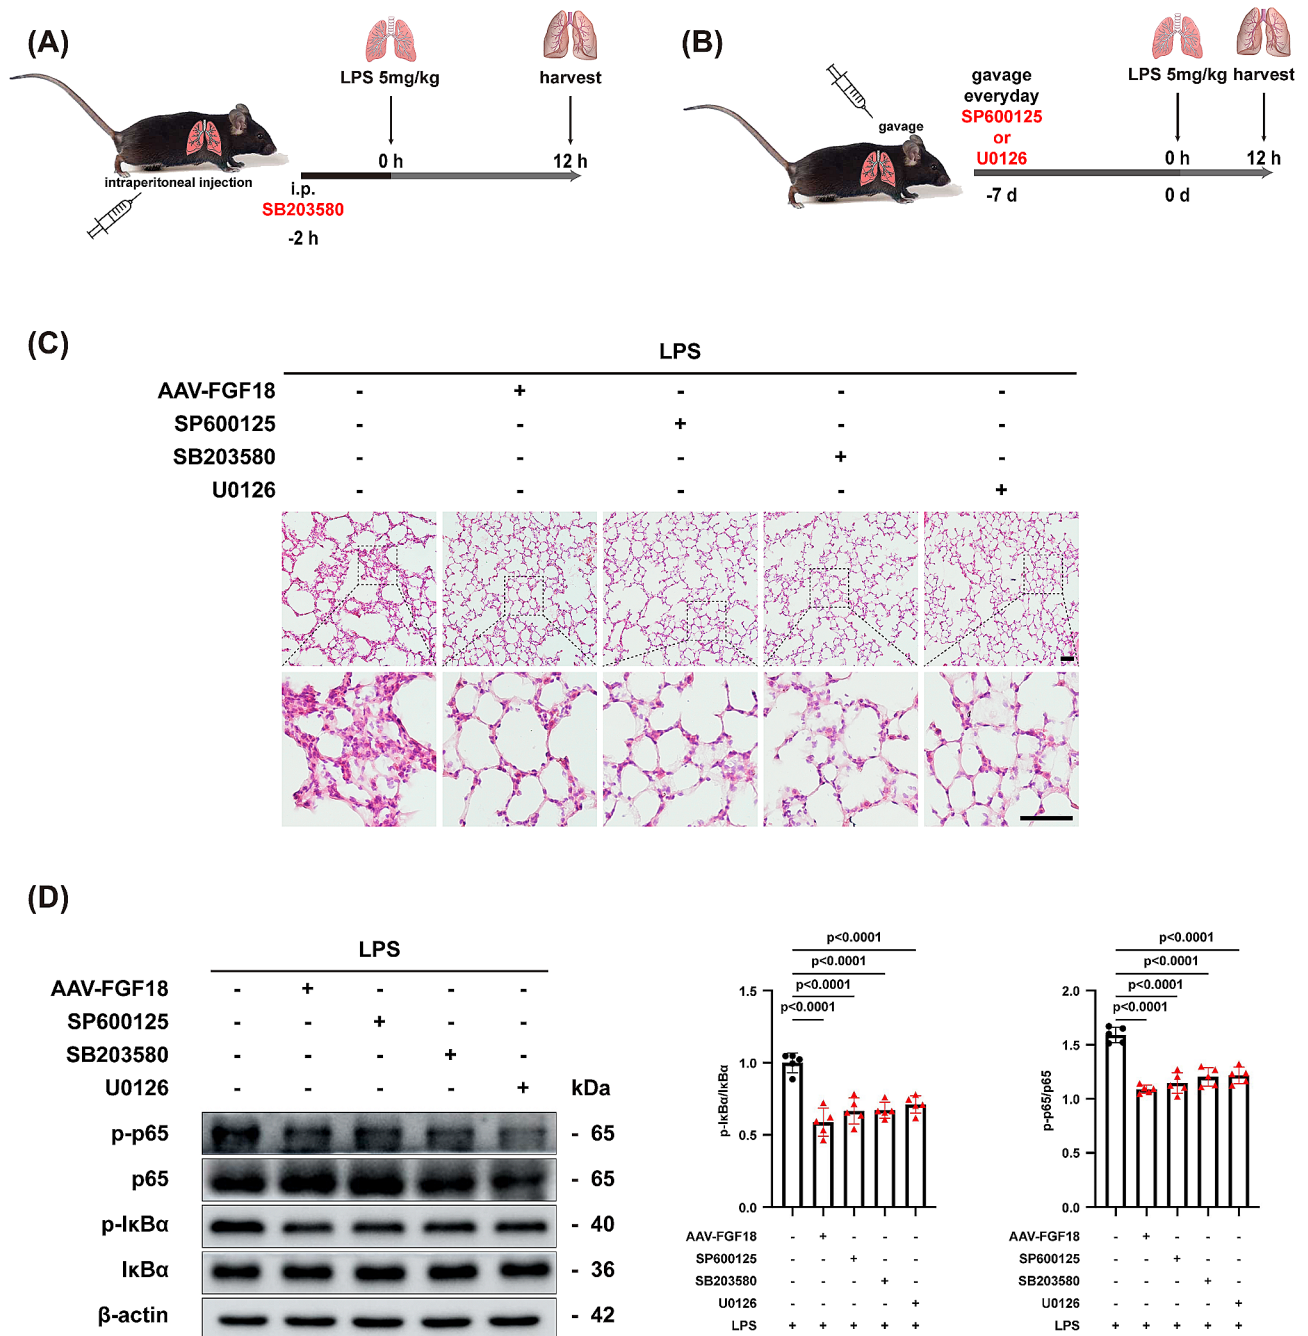 (A)
LPS 5mg/kg
harvest
0 h
12 h
intraperitoneal injection
i.p.
SB203580
-2 h
(B)
gavage
gavage
everyday
SP600125
or
U0126
LPS 5mg/kg
harvest
0 h
12 h
-7 d
0 d
(C)
LPS
AAV-FGF18 - + - - -
SP600125 - - + - -
SB203580 - - - + -
U0126 - - - - +
(D)
LPS
AAV-FGF18 - + - - -
SP600125 - - + - -
SB203580 - - - + -
U0126 - - - - + kDa
p-p65 - 65
p65 - 65
p-IκBα - 40
IκBα - 36
β-actin - 42
p<0.0001
p<0.0001
p<0.0001
p<0.0001
p-IκBα/IκBα
1.5
1.0
0.5
0.0
AAV-FGF18 - + - - -
SP600125 - - + - -
SB203580 - - - + -
U0126 - - - - +
LPS + + + + +
p<0.0001
p<0.0001
p<0.0001
p<0.0001
p-p65/p65
2.0
1.5
1.0
0.5
0.0
AAV-FGF18 - + - - -
SP600125 - - + - -
SB203580 - - - + -
U0126 - - - - +
LPS + + + + +